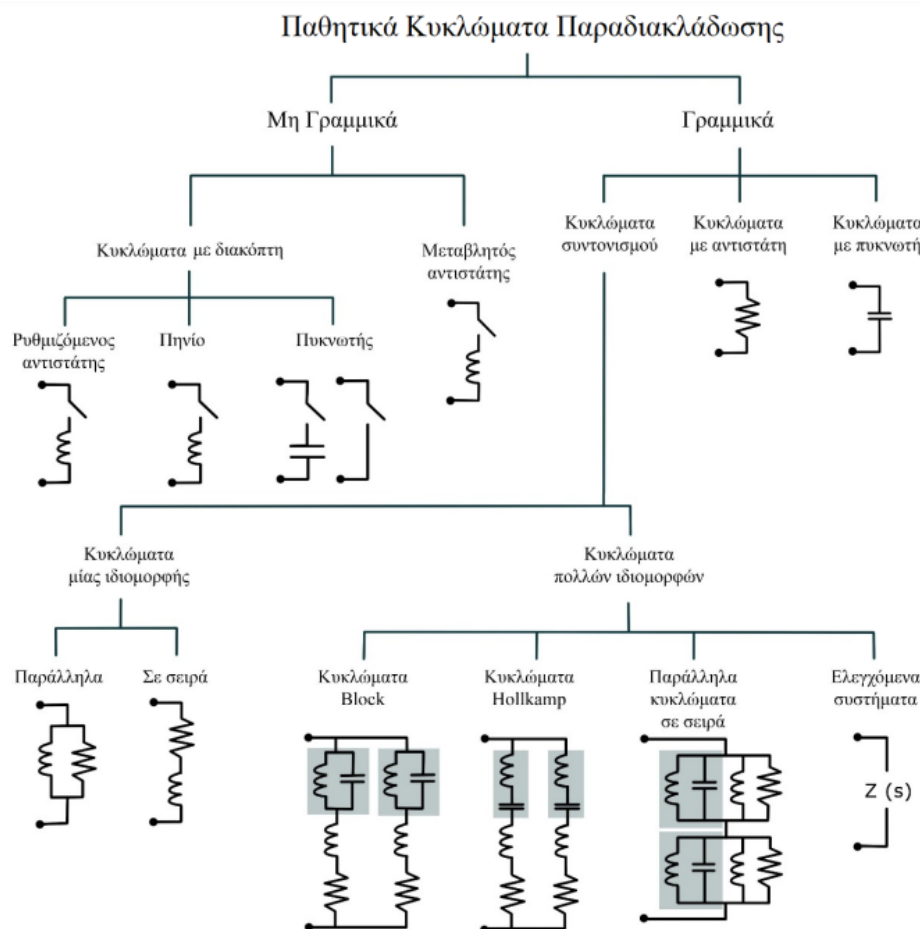 Παθητικά Κυκλώματα Παραδιακλάδωσης
Μη Γραμμικά
Γραμμικά
Κυκλώματα με διακόπτη
Μεταβλητός
αντιστάτης
Κυκλώματα
συντονισμού
Κυκλώματα
με αντιστάτη
Κυκλώματα
με πυκνωτή
Ρυθμιζόμενος
αντιστάτης
Πηνίο
Πυκνωτής
Κυκλώματα
μίας ιδιομορφής
Κυκλώματα
πολλών ιδιομορφών
Παράλληλα
Σε σειρά
Κυκλώματα
Block
Κυκλώματα
Hollkamp
Παράλληλα
κυκλώματα
σε σειρά
Ελεγχόμενα
συστήματα
Z (s)